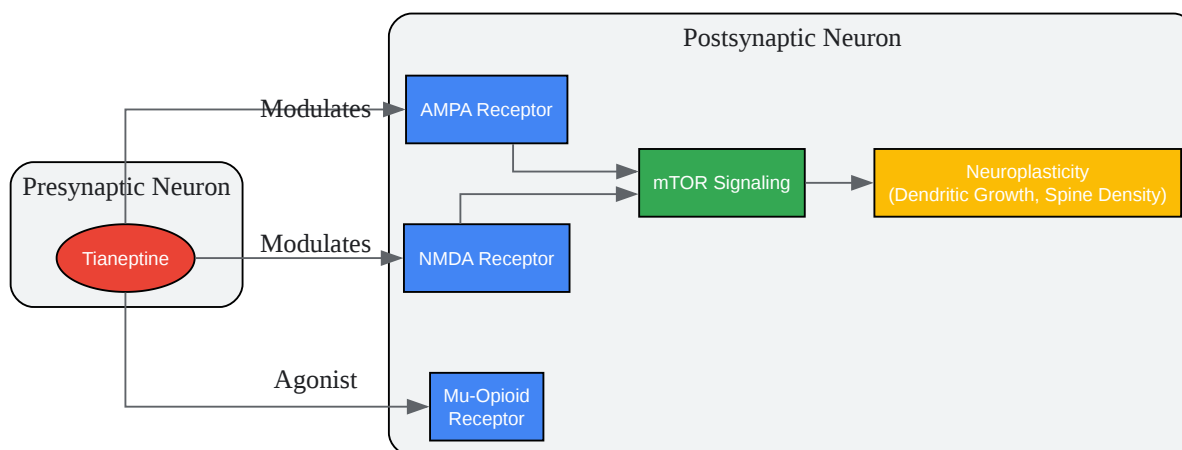 Postsynaptic Neuron
Modulates
AMPA Receptor
Presynaptic Neuron
mTOR Signaling
Neuroplasticity
(Dendritic Growth, Spine Density)
Tianeptine
Modulates
NMDA Receptor
Agonist
Mu-Opioid
Receptor